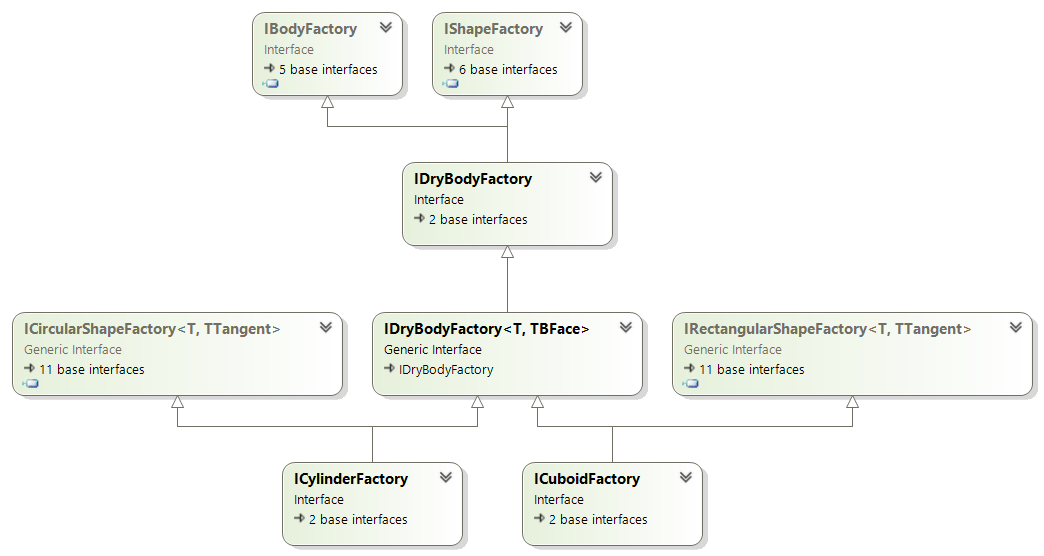 IBodyFactory
Interface
5 base interfaces
IShapeFactory
Interface
6 base interfaces
IDryBodyFactory
Interface
2 base interfaces
ICircularShapeFactory<T, TTangent>
Generic Interface
11 base interfaces
IDryBodyFactory<T, TBFace>
Generic Interface
IDryBodyFactory
IRectangularShapeFactory<T, TTangent>
Generic Interface
11 base interfaces
ICylinderFactory
Interface
2 base interfaces
ICuboidFactory
Interface
2 base interfaces